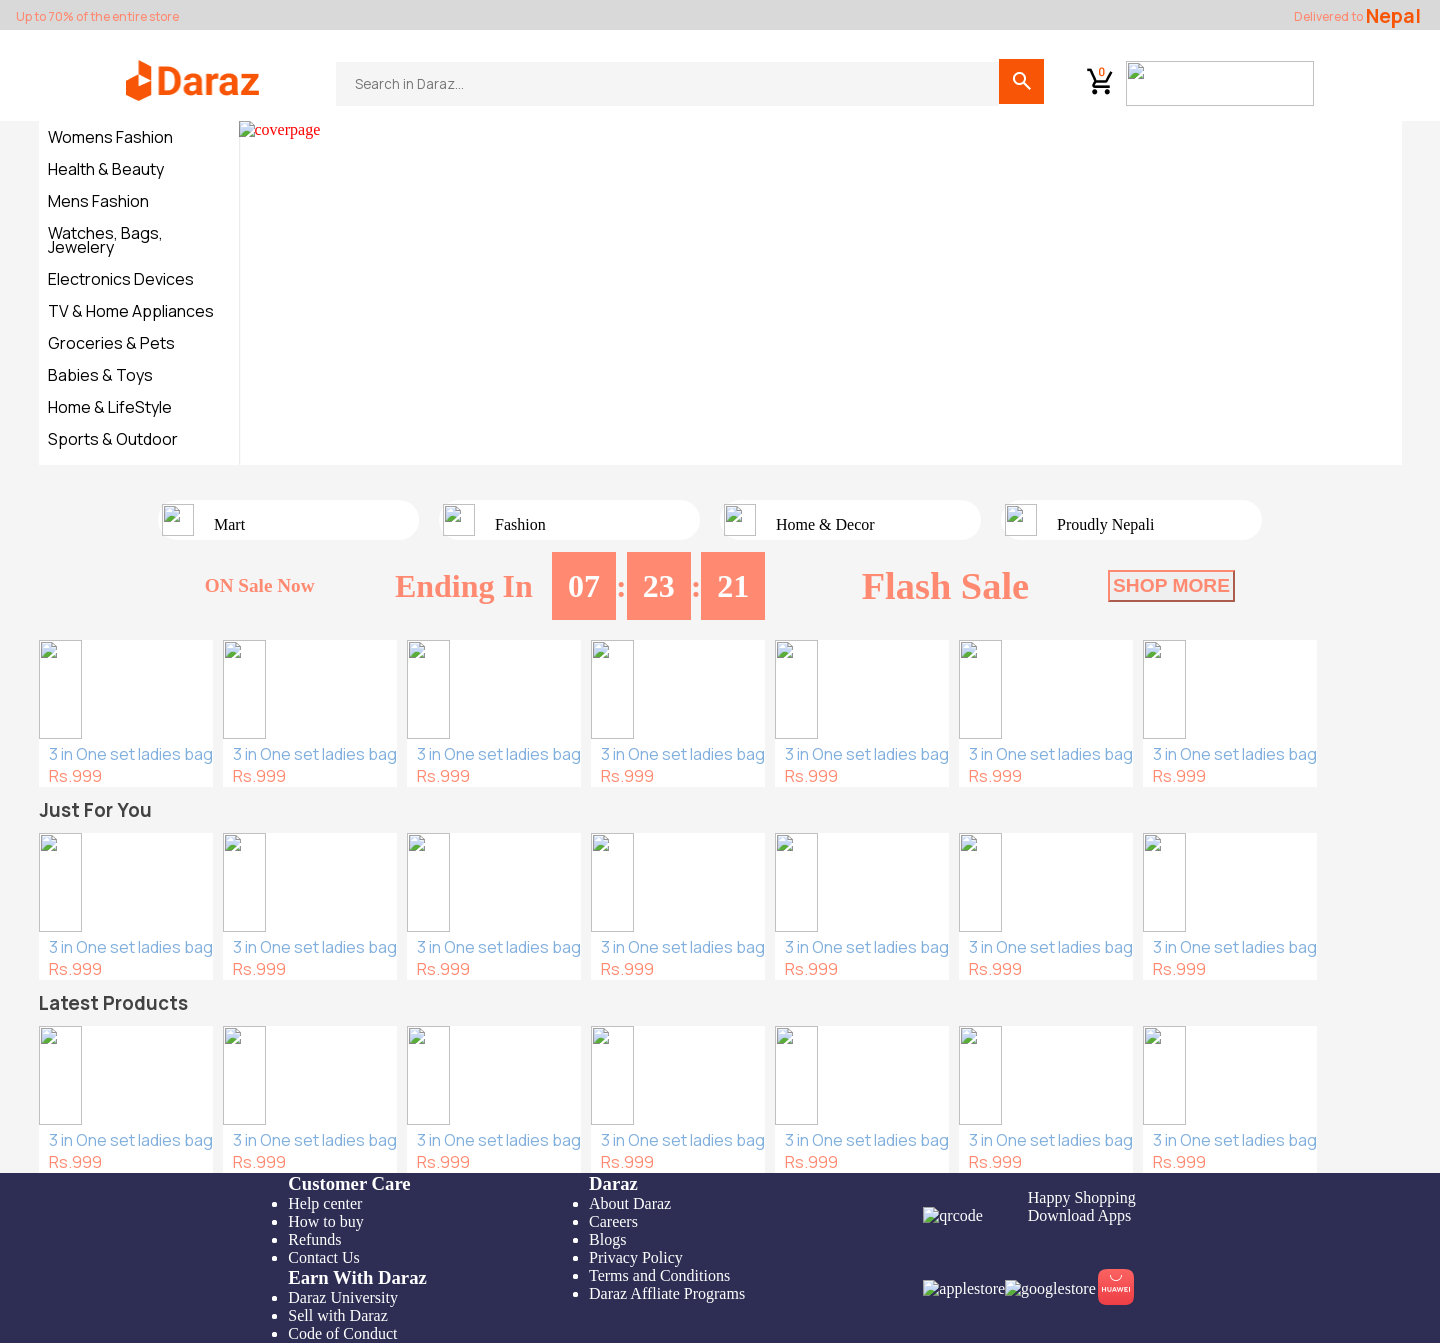 Up to 70% of the entire store
Delivered to Nepal
Daraz
Search in Daraz...
0
Womens Fashion
Health & Beauty
Mens Fashion
Watches, Bags,
Jewelery
Electronics Devices
TV & Home Appliances
Groceries & Pets
Babies & Toys
Home & LifeStyle
Sports & Outdoor
coverpage
Mart
Fashion
Home & Decor
Proudly Nepali
ON Sale Now
Ending In 07 : 23 : 21
Flash Sale
SHOP MORE
3 in One set ladies bag
Rs.999
3 in One set ladies bag
Rs.999
3 in One set ladies bag
Rs.999
3 in One set ladies bag
Rs.999
3 in One set ladies bag
Rs.999
3 in One set ladies bag
Rs.999
3 in One set ladies bag
Rs.999
Just For You
3 in One set ladies bag
Rs.999
3 in One set ladies bag
Rs.999
3 in One set ladies bag
Rs.999
3 in One set ladies bag
Rs.999
3 in One set ladies bag
Rs.999
3 in One set ladies bag
Rs.999
3 in One set ladies bag
Rs.999
Latest Products
3 in One set ladies bag
Rs.999
3 in One set ladies bag
Rs.999
3 in One set ladies bag
Rs.999
3 in One set ladies bag
Rs.999
3 in One set ladies bag
Rs.999
3 in One set ladies bag
Rs.999
3 in One set ladies bag
Rs.999
Customer Care
Help center
How to buy
Refunds
Contact Us
Earn With Daraz
Daraz University
Sell with Daraz
Code of Conduct
Daraz
About Daraz
Careers
Blogs
Privacy Policy
Terms and Conditions
Daraz Affliate Programs
qrcode
Happy Shopping
Download Apps
applestore
googlestore
HUAWEI